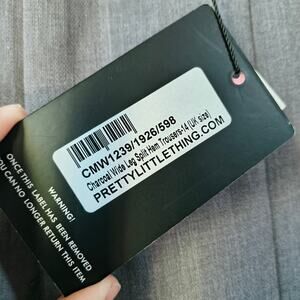 CMW1239/1926/598
Charcoal Wide Leg Split Hem Trousers-14 (UK size)
PRETTYLITTLETHING.COM
WARNING!
ONCE THIS LABEL HAS BEEN REMOVED
YOU CAN NO LONGER RETURN THIS ITEM